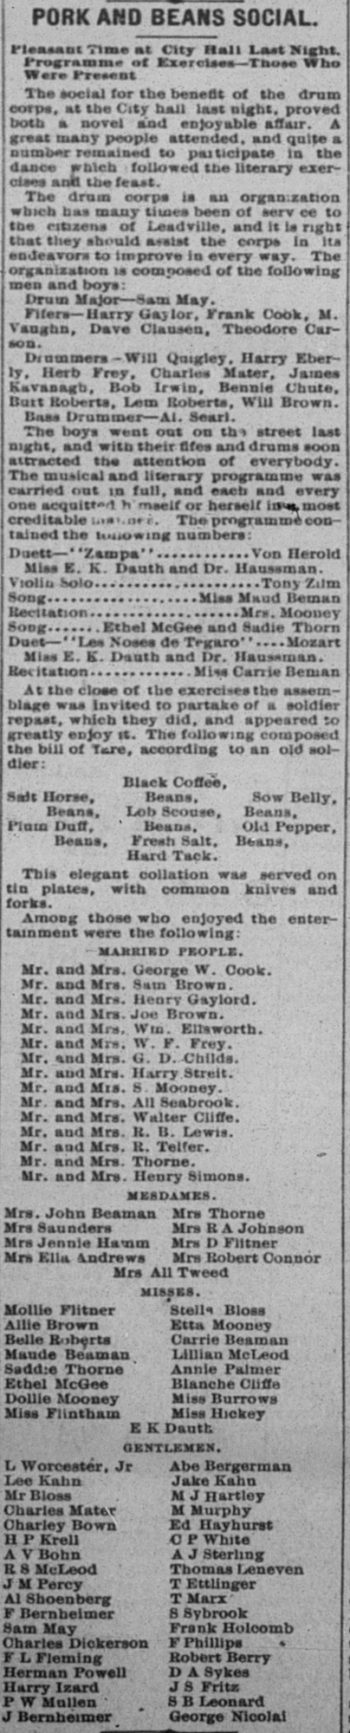 PORK AND BEANS SOCIAL.
Pleasant Time at City Hall Last Night.
Programme of Exercises—Those Who
Were Present
The social for the benefit of the drum
corps, at the City hall last night, proved
both a novel and enjoyable affair. A
great many people attended, and quite a
number remained to participate in the
dance which followed the literary exer-
cises and the feast.
The drum corps is an organization
which has many times been of serv ce to
the citizens of Leadville, and it is right
that they should assist the corps in its
endeavors to improve in every way. The
organization is composed of the following
men and boys:
Drum Major—Sam May.
Fifers—Harry Gaylor, Frank Cook, M.
Vaughn, Dave Clausen, Theodore Car-
son.
Drummers—Will Quigley, Harry Eber-
ly, Herb Frey, Charles Mater, James
Kavanagh, Bob Irwin, Bennie Chute,
Burt Roberts, Lem Roberts, Will Brown.
Bass Drummer—Al. Searl.
The boys went out on the street last
night, and with their fifes and drums soon
attracted the attention of everybody.
The musical and literary programme was
carried out in full, and each and every
one acquitted h mself or herself in a most
creditable manner. The programme con-
tained the following numbers:
Duett—"Zampa"............Von Herold
Miss E. K. Dauth and Dr. Haussman.
Violin Solo......................Tony Zilm
Song....................Miss Maud Beman
Recitation.....................Mrs. Mooney
Song.......Ethel McGee and Sadie Thorn
Duet—"Les Noses de Tegaro"....Mozart
Miss E. K. Dauth and Dr. Haussman.
Recitation.............Miss Carrie Beman
At the close of the exercises the assem-
blage was invited to partake of a soldier
repast, which they did, and appeared to
greatly enjoy it. The following composed
the bill of fare, according to an old sol-
dier:
Black Coffee,
Salt Horse, Beans, Sow Belly,
Beans, Lob Scouse, Beans,
Plum Duff, Beans, Old Pepper,
Beans, Fresh Salt, Beans,
Hard Tack.
This elegant collation was served on
tin plates, with common knives and
forks.
Among those who enjoyed the enter-
tainment were the following:
MARRIED PEOPLE.
Mr. and Mrs. George W. Cook.
Mr. and Mrs. Sam Brown.
Mr. and Mrs. Henry Gaylord.
Mr. and Mrs. Joe Brown.
Mr. and Mrs. Wm. Ellsworth.
Mr. and Mrs. W. F. Frey.
Mr. and Mrs. G. D. Childs.
Mr. and Mrs. Harry Streit.
Mr. and Mrs. S. Mooney.
Mr. and Mrs. All Seabrook.
Mr. and Mrs. Walter Cliffe.
Mr. and Mrs. R. B. Lewis.
Mr. and Mrs. R. Telfer.
Mr. and Mrs. Thorne.
Mr. and Mrs. Henry Simons.
MESDAMES.
Mrs. John Beaman Mrs Thorne
Mrs Saunders Mrs R A Johnson
Mrs Jennie Hamm Mrs D Flitner
Mrs Ella Andrews Mrs Robert Connor
Mrs All Tweed
MISSES.
Mollie Flitner Stella Bloss
Allie Brown Etta Mooney
Belle Roberts Carrie Beaman
Maude Beaman Lillian McLeod
Saddie Thorne Annie Palmer
Ethel McGee Blanche Cliffe
Dollie Mooney Miss Burrows
Miss Flintham Miss Hickey
E K Dauth
GENTLEMEN.
L Worcester, Jr Abe Bergerman
Lee Kahn Jake Kahn
Mr Bloss M J Hartley
Charles Mater M Murphy
Charley Bown Ed Hayhurst
H P Krell C P White
A V Bohn A J Sterling
R S McLeod Thomas Leneven
J M Percy T Ettlinger
Al Shoenberg T Marx
F Bernheimer S Sybrook
Sam May Frank Holcomb
Charles Dickerson F Phillips
F L Fleming Robert Berry
Herman Powell D A Sykes
Harry Izard J S Fritz
P W Mullen S B Leonard
J Bernheimer George Nicolai